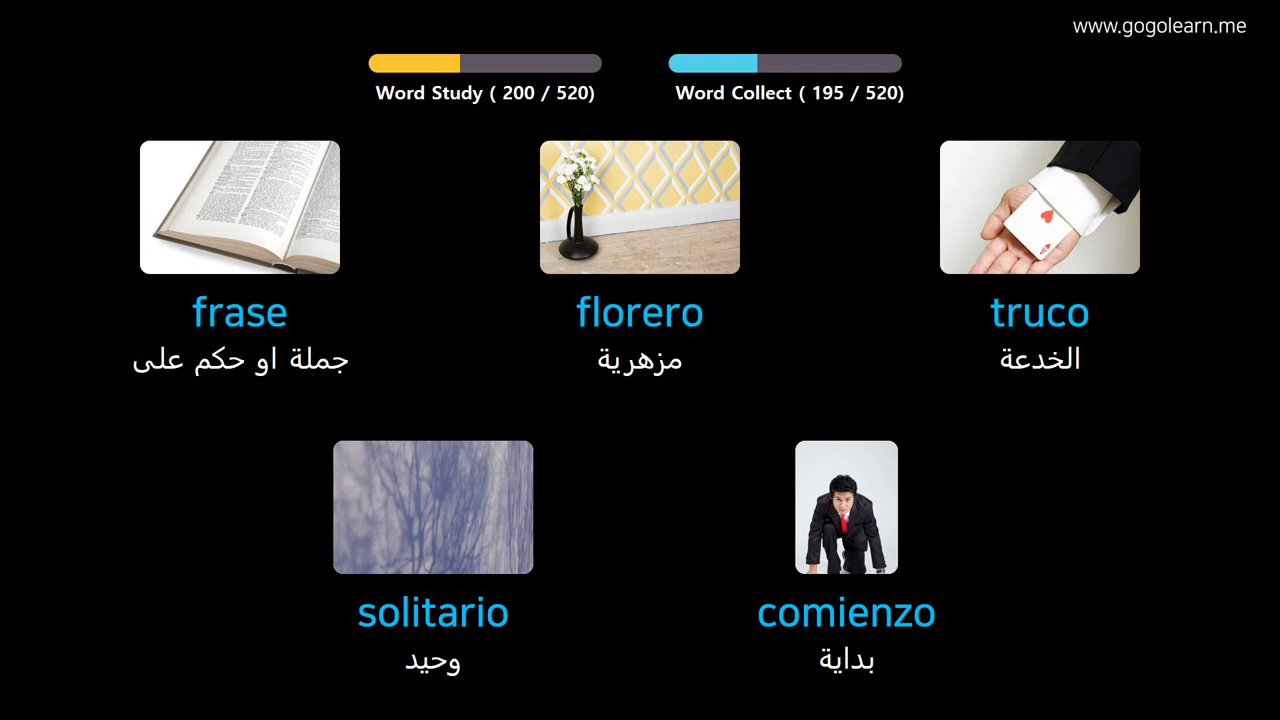 www.gogolearn.me
Word Study ( 200 / 520)
Word Collect ( 195 / 520)
frase
جملة او حكم على
florero
مزهرية
truco
الخدعة
solitario
وحيد
comienzo
بداية